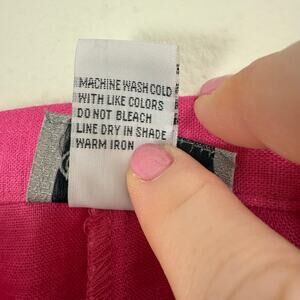 MACHINE WASH COLD
WITH LIKE COLORS
DO NOT BLEACH
LINE DRY IN SHADE
WARM IRON